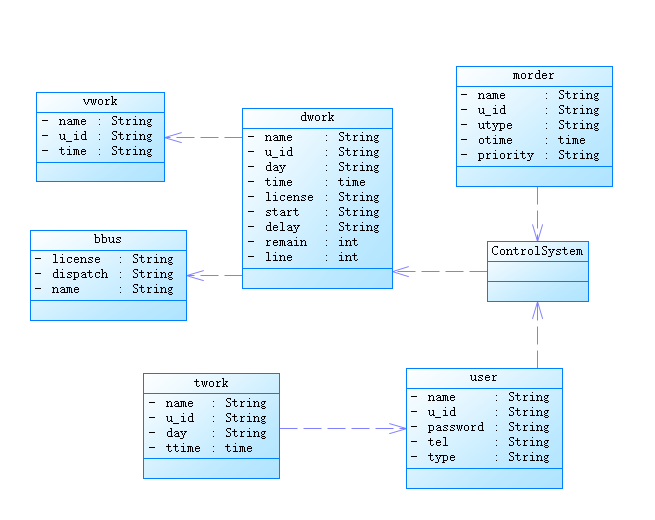 vwork
- name : String
- u_id : String
- time : String
dwork
- name : String
- u_id : String
- day : String
- time : time
- license : String
- start : String
- delay : String
- remain : int
- line : int
morder
- name : String
- u_id : String
- utype : String
- otime : time
- priority : String
bbus
- license : String
- dispatch : String
- name : String
ControlSystem
twork
- name : String
- u_id : String
- day : String
- ttime : time
user
- name : String
- u_id : String
- password : String
- tel : String
- type : String